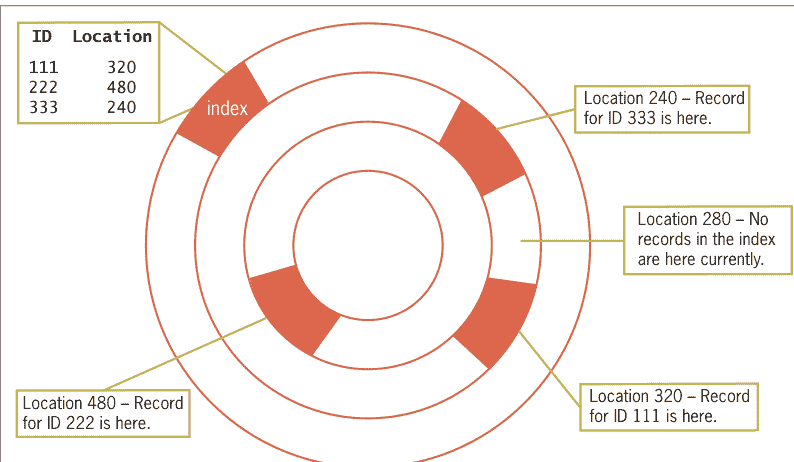 ID Location
111 320
222 480
333 240
index
Location 240 – Record
for ID 333 is here.
Location 280 – No
records in the index
are here currently.
Location 480 – Record
for ID 222 is here.
Location 320 – Record
for ID 111 is here.